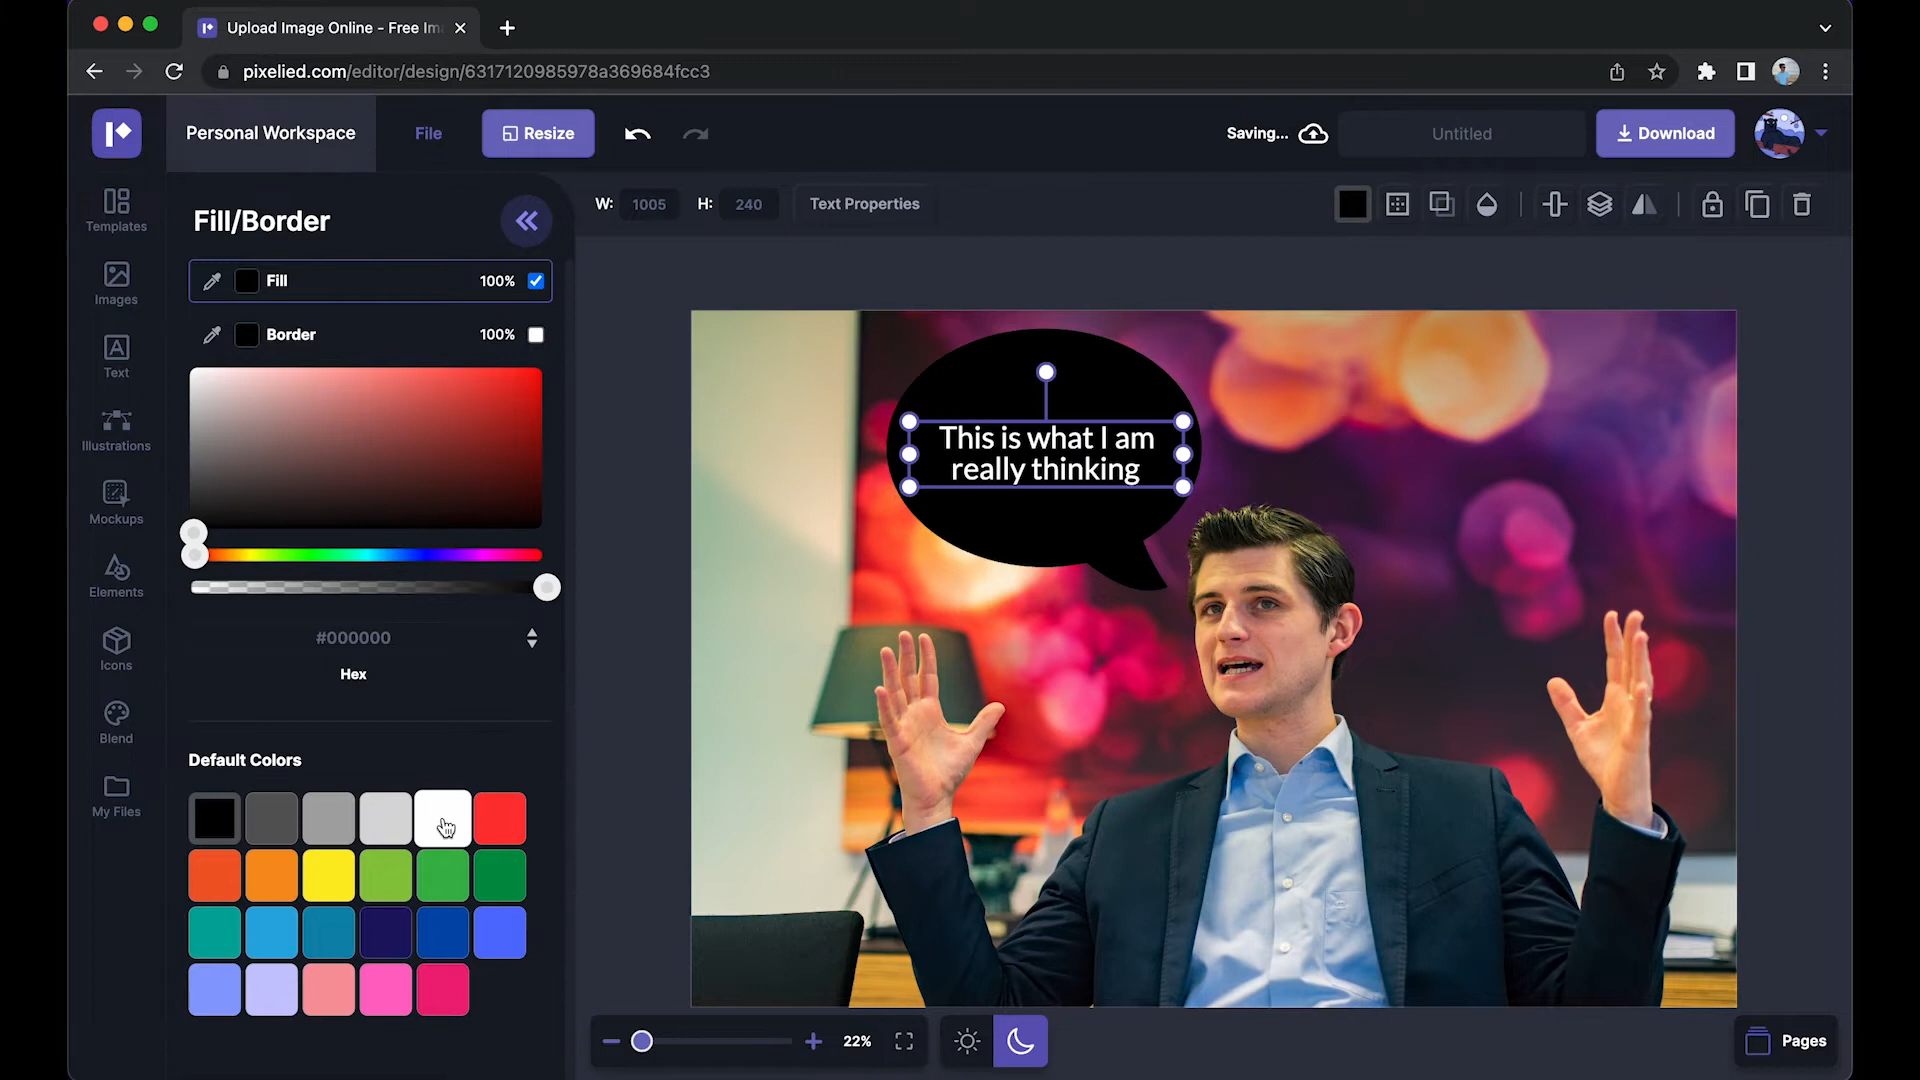 Upload Image Online - Free Im
pixelied.com/editor/design/6317120985978a369684fcc3
Personal Workspace
File
Resize
Saving...
Untitled
Download
Templates
Images
Text
Illustrations
Mockups
Elements
Icons
Blend
My Files
Fill/Border
Fill 100%
Border 100%
#000000
Hex
Default Colors
W: 1005 H: 240 Text Properties
This is what I am
really thinking
22%
Pages